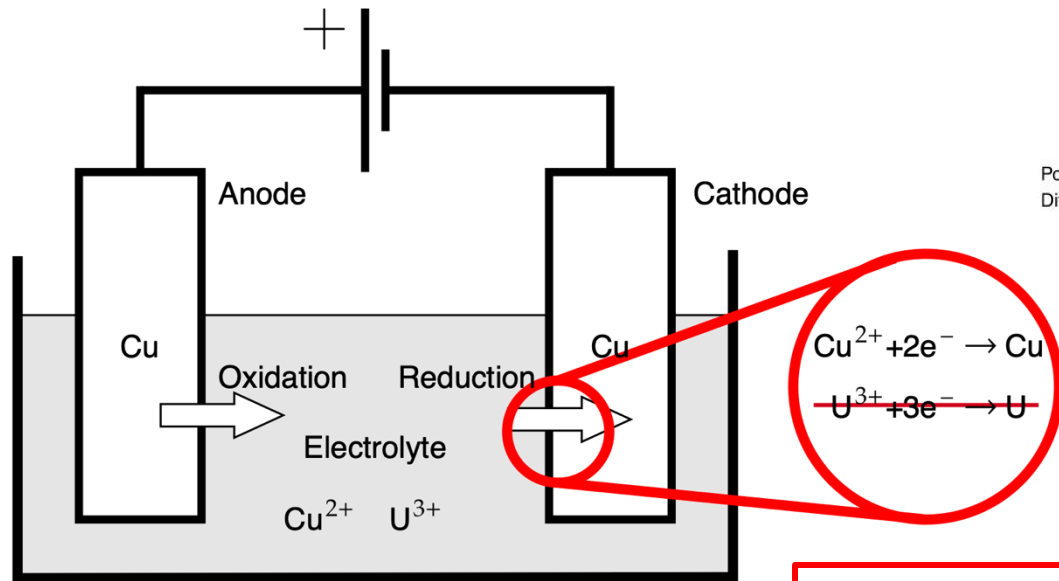 +
Anode
Cathode
Cu
Cu
Oxidation
Reduction
Electrolyte
Cu²⁺ U³⁺
Cu²⁺+2e⁻ → Cu
U³⁺+3e⁻ → U